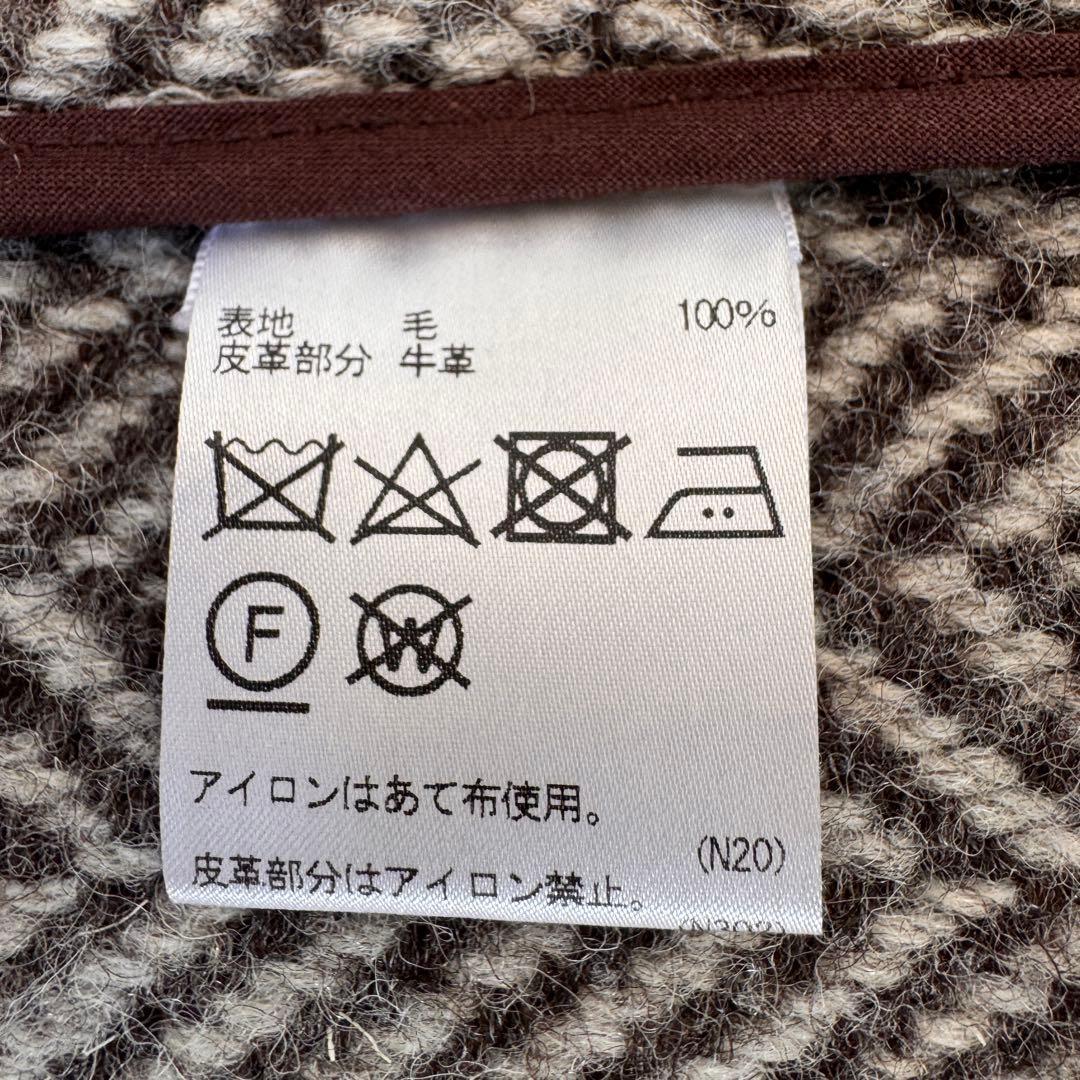 表地 毛 100%
皮革部分 牛革
F W
アイロンはあて布使用。
(N20)
皮革部分はアイロン禁止。